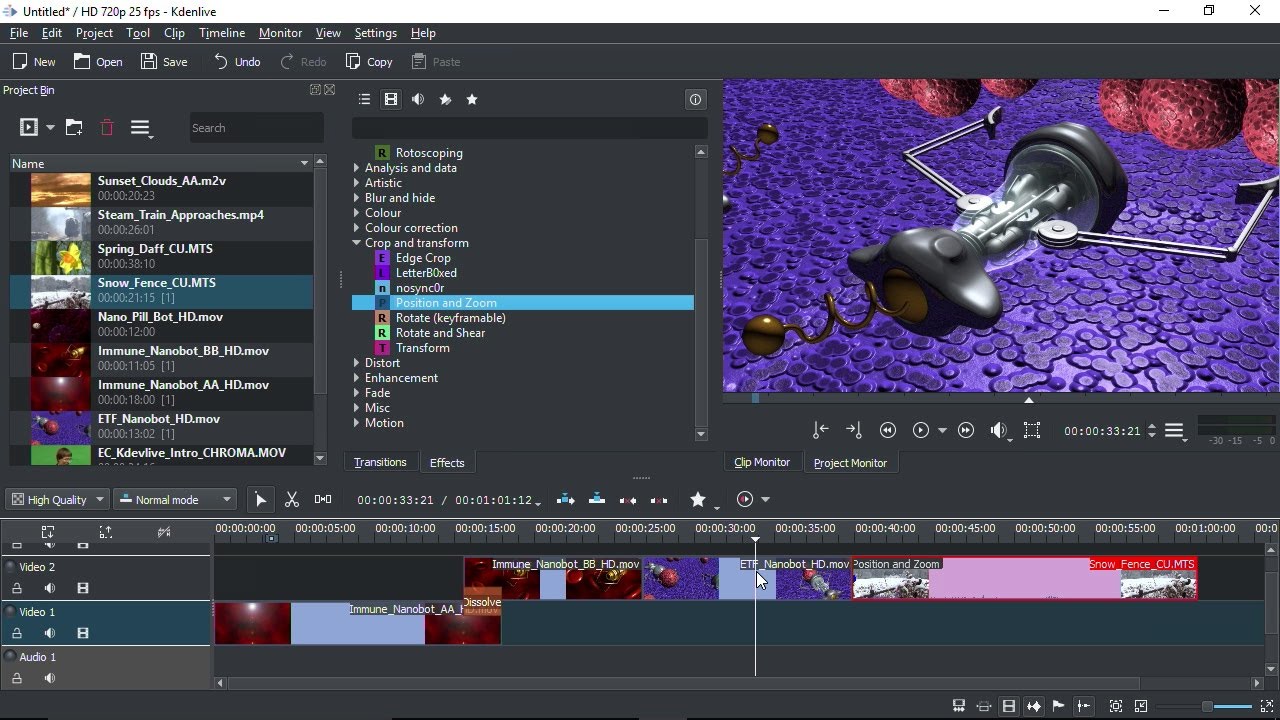 Untitled* / HD 720p 25 fps - Kdenlive
File Edit Project Tool Clip Timeline Monitor View Settings Help
New Open Save Undo Redo Copy Paste
Project Bin
Search
Name
Sunset_Clouds_AA.m2v
00:00:20:23
Steam_Train_Approaches.mp4
00:00:26:01
Spring_Daff_CU.MTS
00:00:38:10
Snow_Fence_CU.MTS
00:00:21:15 [1]
Nano_Pill_Bot_HD.mov
00:00:12:00
Immune_Nanobot_BB_HD.mov
00:00:11:05 [1]
Immune_Nanobot_AA_HD.mov
00:00:18:00 [1]
ETF_Nanobot_HD.mov
00:00:13:02 [1]
EC_Kdevlive_Intro_CHROMA.MOV
R Rotoscoping
Analysis and data
Artistic
Blur and hide
Colour
Colour correction
Crop and transform
E Edge Crop
L LetterB0xed
n nosync0r
P Position and Zoom
R Rotate (keyframable)
R Rotate and Shear
T Transform
Distort
Enhancement
Fade
Misc
Motion
Transitions Effects
00:00:33:21
-30 -15 -5 0
Clip Monitor Project Monitor
High Quality Normal mode 00:00:33:21 / 00:01:01:12
00:00:00:00 00:00:05:00 00:00:10:00 00:00:15:00 00:00:20:00 00:00:25:00 00:00:30:00 00:00:35:00 00:00:40:00 00:00:45:00 00:00:50:00 00:00:55:00 00:01:00:00
Video 2
Immune_Nanobot_BB_HD.mov ETF_Nanobot_HD.mov Position and Zoom Snow_Fence_CU.MTS
Dissolve
Video 1
Immune_Nanobot_AA_HD.mov
Audio 1